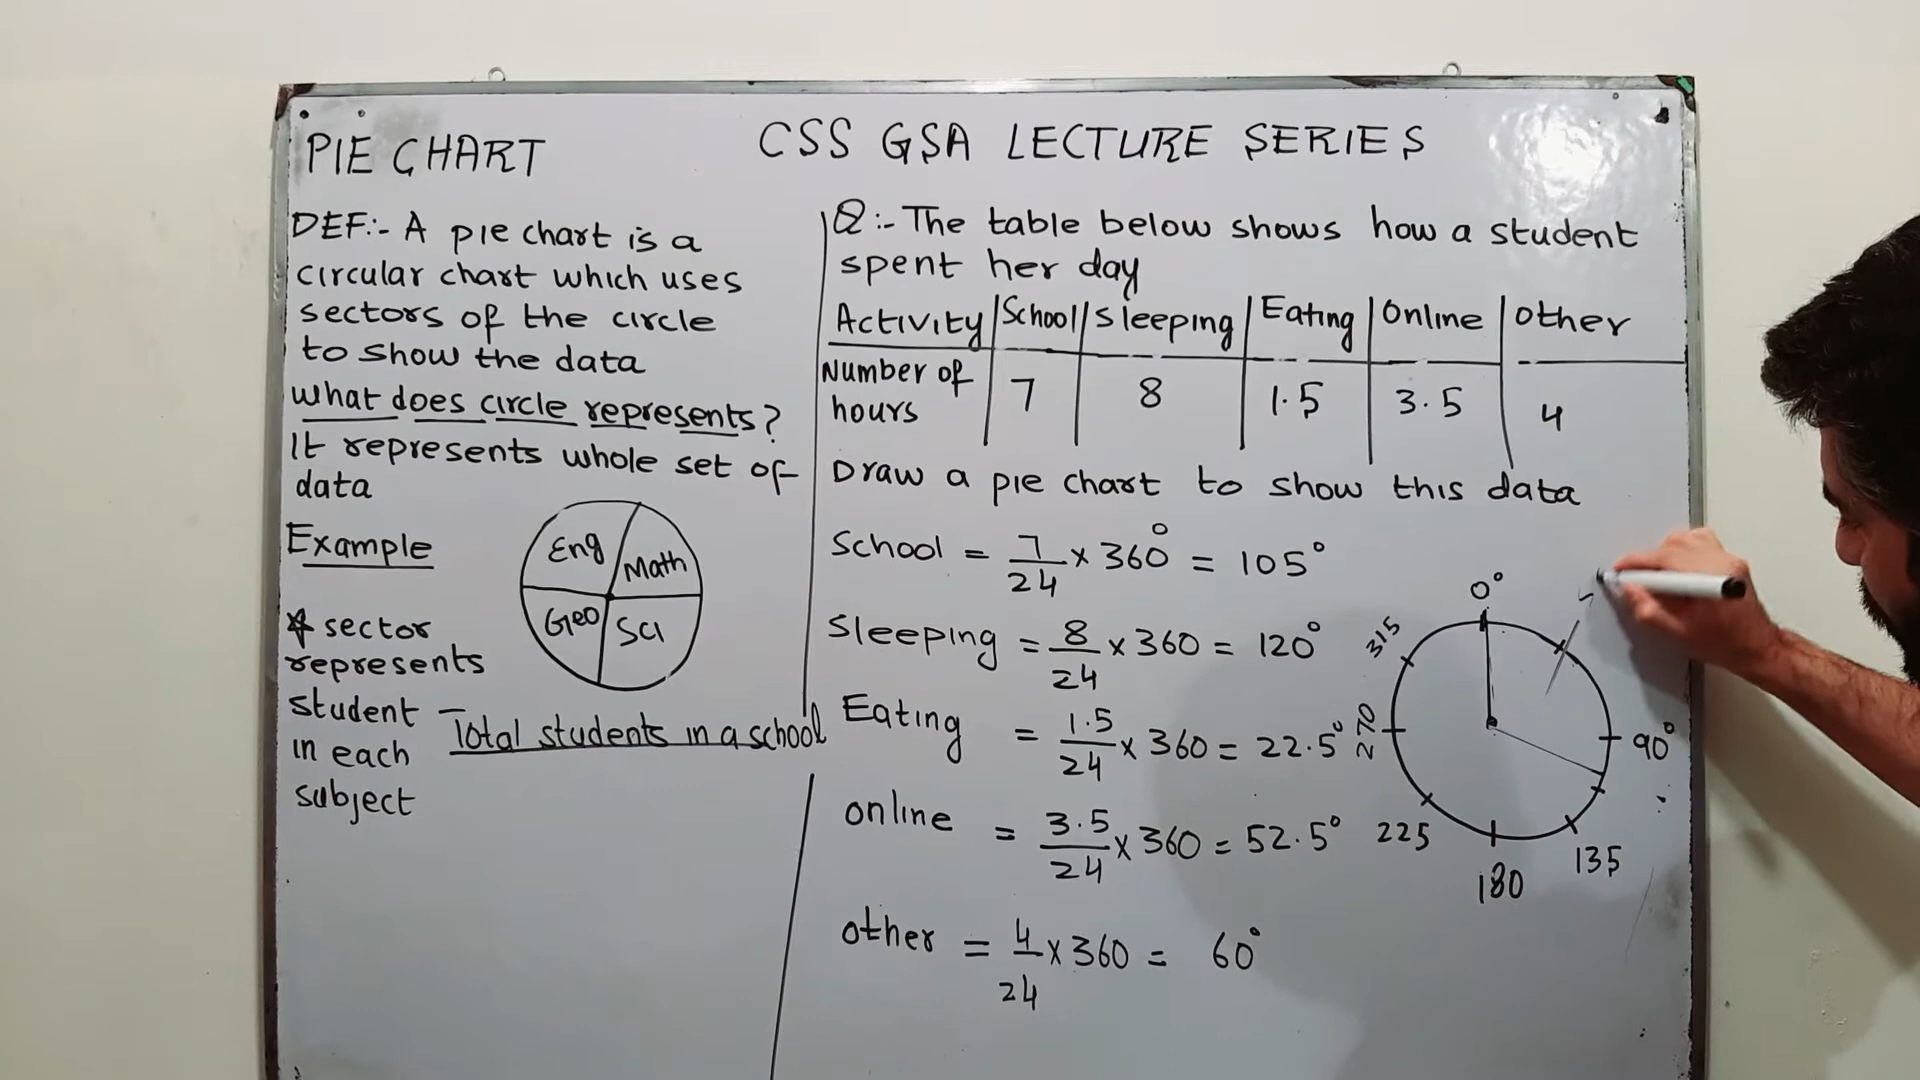 PIE CHART
CSS GSA LECTURE SERIES
DEF:- A pie chart is a
circular chart which uses
sectors of the circle
to show the data
what does circle represents?
It represents whole set of
data
Example
Eng
Math
Geo
Sci
sector
represents
student
in each
subject
Total students in a school
Q:- The table below shows how a student
spent her day
Activity School Sleeping Eating Online Other
Number of
hours 7 8 1.5 3.5 4
Draw a pie chart to show this data
School = 7/24 × 360° = 105°
Sleeping = 8/24 × 360 = 120°
Eating = 1.5/24 × 360 = 22.5°
online = 3.5/24 × 360 = 52.5°
other = 4/24 × 360 = 60°
0°
90°
135
180
225
270
315